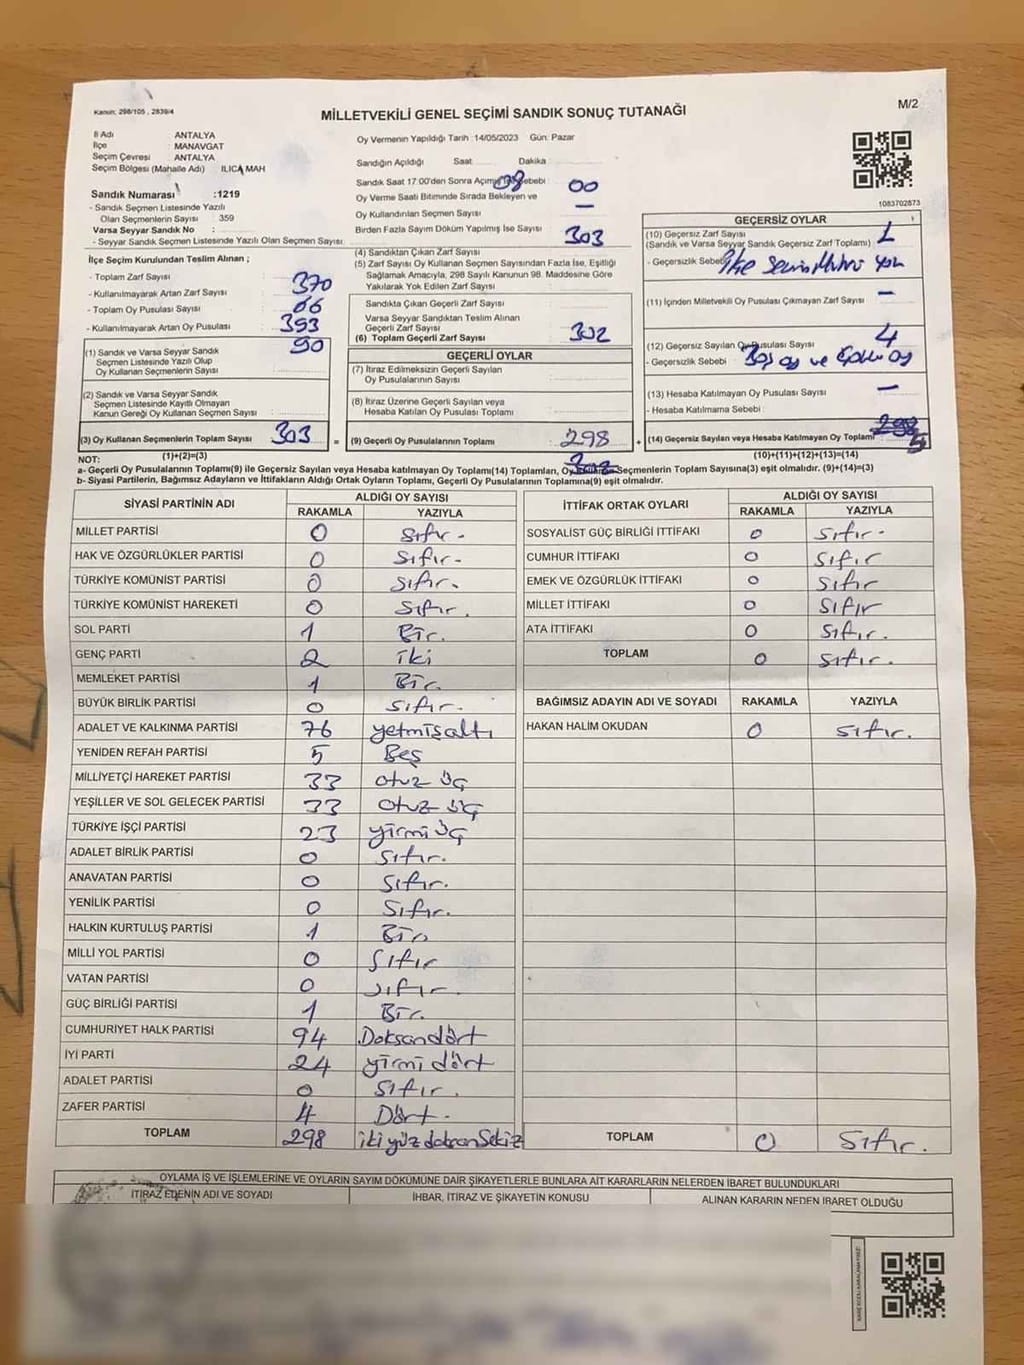 Kanun: 298/105 , 2839/4
MİLLETVEKİLİ GENEL SEÇİMİ SANDIK SONUÇ TUTANAĞI
M/2
İl Adı ANTALYA
İlçe : MANAVGAT
Seçim Çevresi : ANTALYA
Seçim Bölgesi (Mahalle Adı) ILICA MAH
Sandık Numarası :1219
- Sandık Seçmen Listesinde Yazılı
Olan Seçmenlerin Sayısı : 359
Varsa Seyyar Sandık No :
- Seyyar Sandık Seçmen Listesinde Yazılı Olan Seçmen Sayısı:
Oy Vermenin Yapıldığı Tarih :14/05/2023 Gün: Pazar
Sandığın Açıldığı Saat Dakika
Sandık Saat 17:00'den Sonra Açılmış Sebebi : 00
Oy Verme Saati Bitiminde Sırada Bekleyen ve
Oy Kullandırılan Seçmen Sayısı —
Birden Fazla Sayım Döküm Yapılmış İse Sayısı
1083702873
İlçe Seçim Kurulundan Teslim Alınan ;
- Toplam Zarf Sayısı : 370
- Kullanılmayarak Artan Zarf Sayısı : 66
- Toplam Oy Pusulası Sayısı : 393
- Kullanılmayarak Artan Oy Pusulası : 90
(1) Sandık ve Varsa Seyyar Sandık
Seçmen Listesinde Yazılı Olup
Oy Kullanan Seçmenlerin Sayısı :
(2) Sandık ve Varsa Seyyar Sandık
Seçmen Listesinde Kayıtlı Olmayan
Kanun Gereği Oy Kullanan Seçmen Sayısı :
(3) Oy Kullanan Seçmenlerin Toplam Sayısı : 303
(1)+(2)=(3)
(4) Sandıktan Çıkan Zarf Sayısı : 303
(5) Zarf Sayısı Oy Kullanan Seçmen Sayısından Fazla İse, Eşitliği
Sağlamak Amacıyla, 298 Sayılı Kanunun 98. Maddesine Göre
Yakılarak Yok Edilen Zarf Sayısı :
Sandıkta Çıkan Geçerli Zarf Sayısı :
Varsa Seyyar Sandıktan Teslim Alınan
Geçerli Zarf Sayısı :
(6) Toplam Geçerli Zarf Sayısı : 302
GEÇERLİ OYLAR
(7) İtiraz Edilmeksizin Geçerli Sayılan
Oy Pusulalarının Sayısı :
(8) İtiraz Üzerine Geçerli Sayılan veya
Hesaba Katılan Oy Pusulası Toplamı :
= (9) Geçerli Oy Pusulalarının Toplamı : 298 +
GEÇERSİZ OYLAR
(10) Geçersiz Zarf Sayısı : 1
(Sandık ve Varsa Seyyar Sandık Geçersiz Zarf Toplamı)
- Geçersizlik Sebebi : yok
(11) İçinden Milletvekili Oy Pusulası Çıkmayan Zarf Sayısı : —
(12) Geçersiz Sayılan Oy Pusulası Sayısı : 4
- Geçersizlik Sebebi : Boş oy ve Çoklu oy
(13) Hesaba Katılmayan Oy Pusulası Sayısı : —
- Hesaba Katılmama Sebebi :
(14) Geçersiz Sayılan veya Hesaba Katılmayan Oy Toplamı : 5
(10)+(11)+(12)+(13)=(14)
NOT:
a- Geçerli Oy Pusulalarının Toplamı(9) ile Geçersiz Sayılan veya Hesaba katılmayan Oy Toplamı(14) Toplamları, Oy Kullanan Seçmenlerin Toplam Sayısına(3) eşit olmalıdır. (9)+(14)=(3)
b- Siyasi Partilerin, Bağımsız Adayların ve İttifakların Aldığı Ortak Oyların Toplamı, Geçerli Oy Pusulalarının Toplamına(9) eşit olmalıdır.
SİYASİ PARTİNİN ADI ALDIĞI OY SAYISI
RAKAMLA YAZIYLA
MİLLET PARTİSİ 0 Sıfır.
HAK VE ÖZGÜRLÜKLER PARTİSİ 0 Sıfır.
TÜRKİYE KOMÜNİST PARTİSİ 0 Sıfır.
TÜRKİYE KOMÜNİST HAREKETİ 0 Sıfır.
SOL PARTİ 1 Bir.
GENÇ PARTİ 2 iki
MEMLEKET PARTİSİ 1 Bir.
BÜYÜK BİRLİK PARTİSİ 0 Sıfır.
ADALET VE KALKINMA PARTİSİ 76 yetmişaltı
YENİDEN REFAH PARTİSİ 5 Beş
MİLLİYETÇİ HAREKET PARTİSİ 33 otuz üç
YEŞİLLER VE SOL GELECEK PARTİSİ 33 otuz üç
TÜRKİYE İŞÇİ PARTİSİ 23 yirmi üç
ADALET BİRLİK PARTİSİ 0 Sıfır.
ANAVATAN PARTİSİ 0 Sıfır.
YENİLİK PARTİSİ 0 Sıfır.
HALKIN KURTULUŞ PARTİSİ 1 Bir
MİLLİ YOL PARTİSİ 0 Sıfır
VATAN PARTİSİ 0 Sıfır.
GÜÇ BİRLİĞİ PARTİSİ 1 Bir.
CUMHURİYET HALK PARTİSİ 94 Doksandört
İYİ PARTİ 24 yirmi dört
ADALET PARTİSİ 0 Sıfır.
ZAFER PARTİSİ 4 Dört.
TOPLAM 298 ikiyüz doksan Sekiz
İTTİFAK ORTAK OYLARI ALDIĞI OY SAYISI
RAKAMLA YAZIYLA
SOSYALİST GÜÇ BİRLİĞİ İTTİFAKI 0 Sıfır.
CUMHUR İTTİFAKI 0 Sıfır
EMEK VE ÖZGÜRLÜK İTTİFAKI 0 Sıfır
MİLLET İTTİFAKI 0 Sıfır
ATA İTTİFAKI 0 Sıfır.
TOPLAM 0 Sıfır.
BAĞIMSIZ ADAYIN ADI VE SOYADI RAKAMLA YAZIYLA
HAKAN HALİM OKUDAN 0 Sıfır.
TOPLAM 0 Sıfır.
OYLAMA İŞ VE İŞLEMLERİNE VE OYLARIN SAYIM DÖKÜMÜNE DAİR ŞİKAYETLERLE BUNLARA AİT KARARLARIN NELERDEN İBARET BULUNDUKLARI
İTİRAZ EDENİN ADI VE SOYADI İHBAR, İTİRAZ VE ŞİKAYETİN KONUSU ALINAN KARARIN NEDEN İBARET OLDUĞU